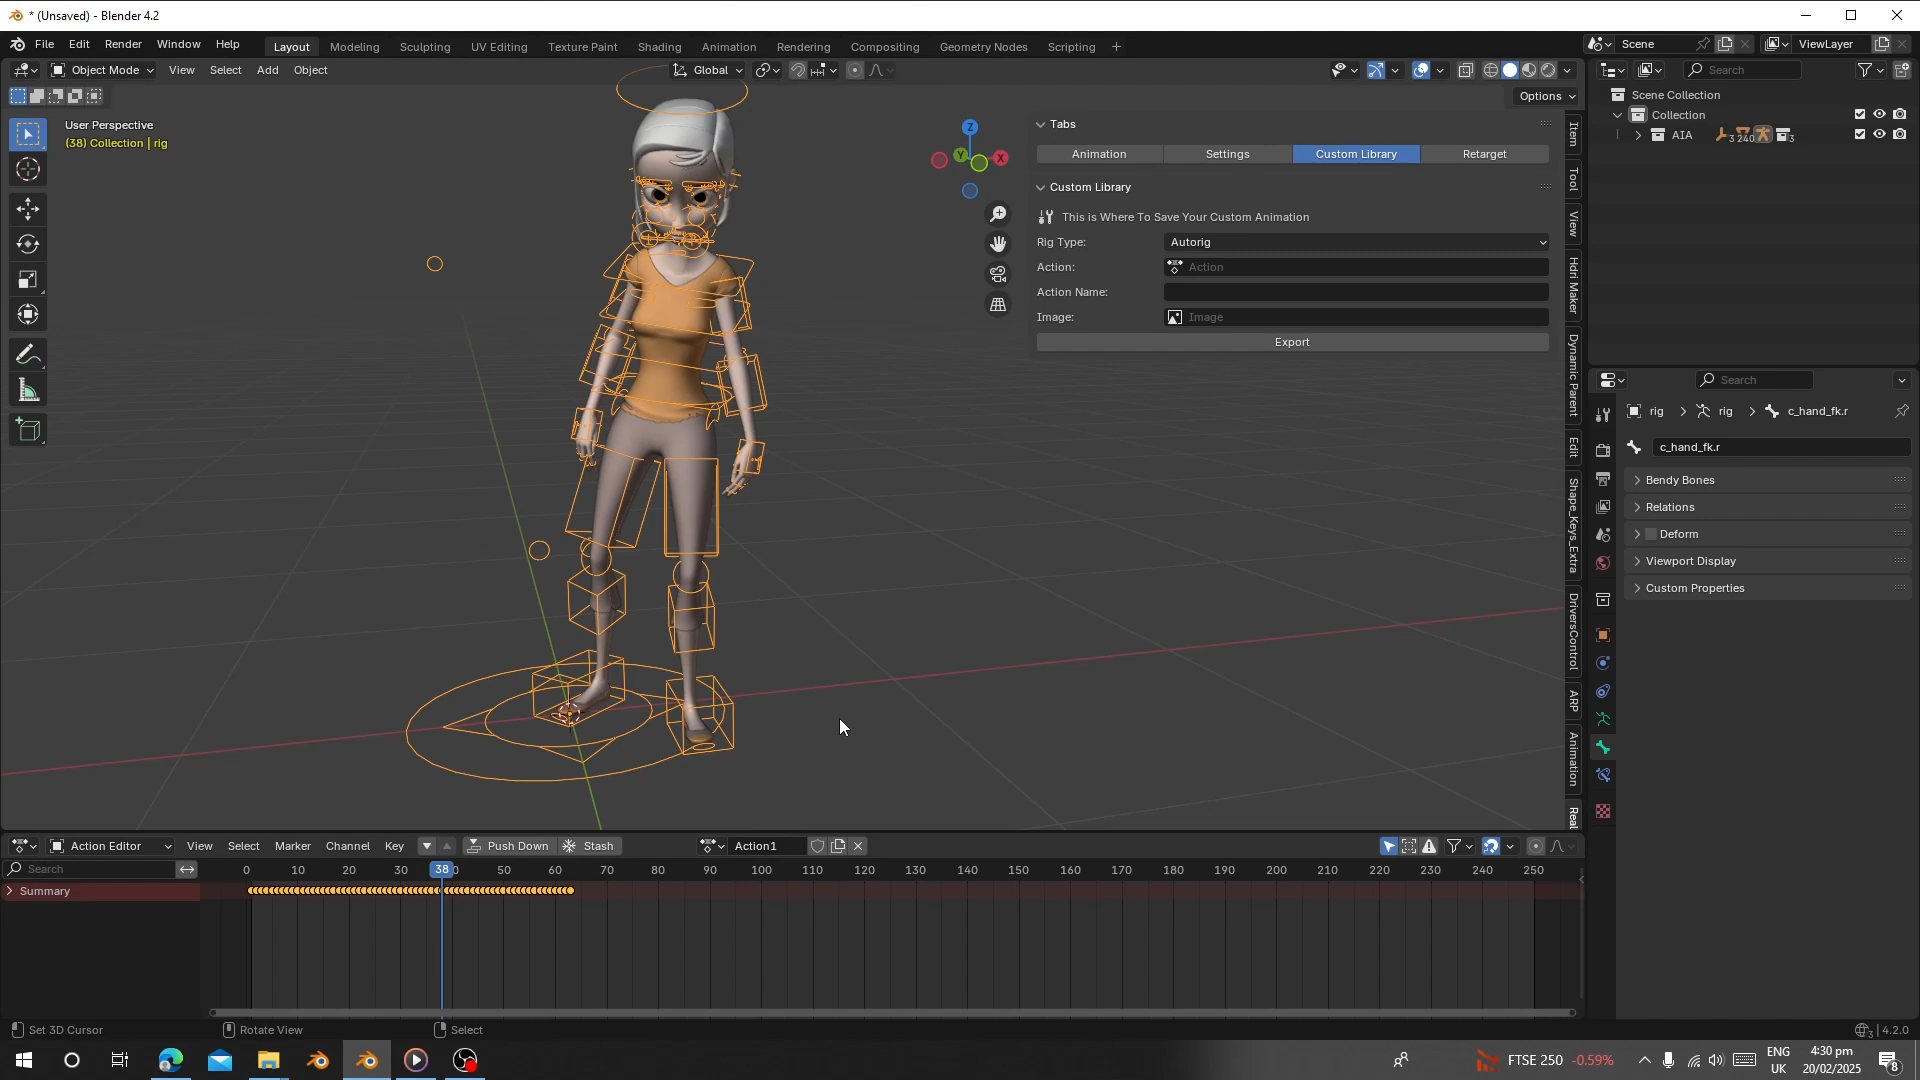 * (Unsaved) - Blender 4.2
File Edit Render Window Help
Layout Modeling Sculpting UV Editing Texture Paint Shading Animation Rendering Compositing Geometry Nodes Scripting +
Scene
ViewLayer
Object Mode View Select Add Object
Global
Options
Search
User Perspective
(38) Collection | rig
Z
Y
X
Tabs
Animation Settings Custom Library Retarget
Custom Library
This is Where To Save Your Custom Animation
Rig Type: Autorig
Action: Action
Action Name:
Image: Image
Export
Item
Tool
View
Hdri Maker
Dynamic Parent
Edit
Shape_Keys_Extra
DriversControl
ARP
Animation
Real
Scene Collection
Collection
AIA 3 240 3
Search
rig > rig > c_hand_fk.r
c_hand_fk.r
Bendy Bones
Relations
Deform
Viewport Display
Custom Properties
Action Editor View Select Marker Channel Key Push Down Stash Action1
Search
0 10 20 30 38 0 50 60 70 80 90 100 110 120 130 140 150 160 170 180 190 200 210 220 230 240 250
Summary
Set 3D Cursor Rotate View Select
3 4.2.0
FTSE 250 -0.59%
ENG
UK
4:30 pm
20/02/2025
8